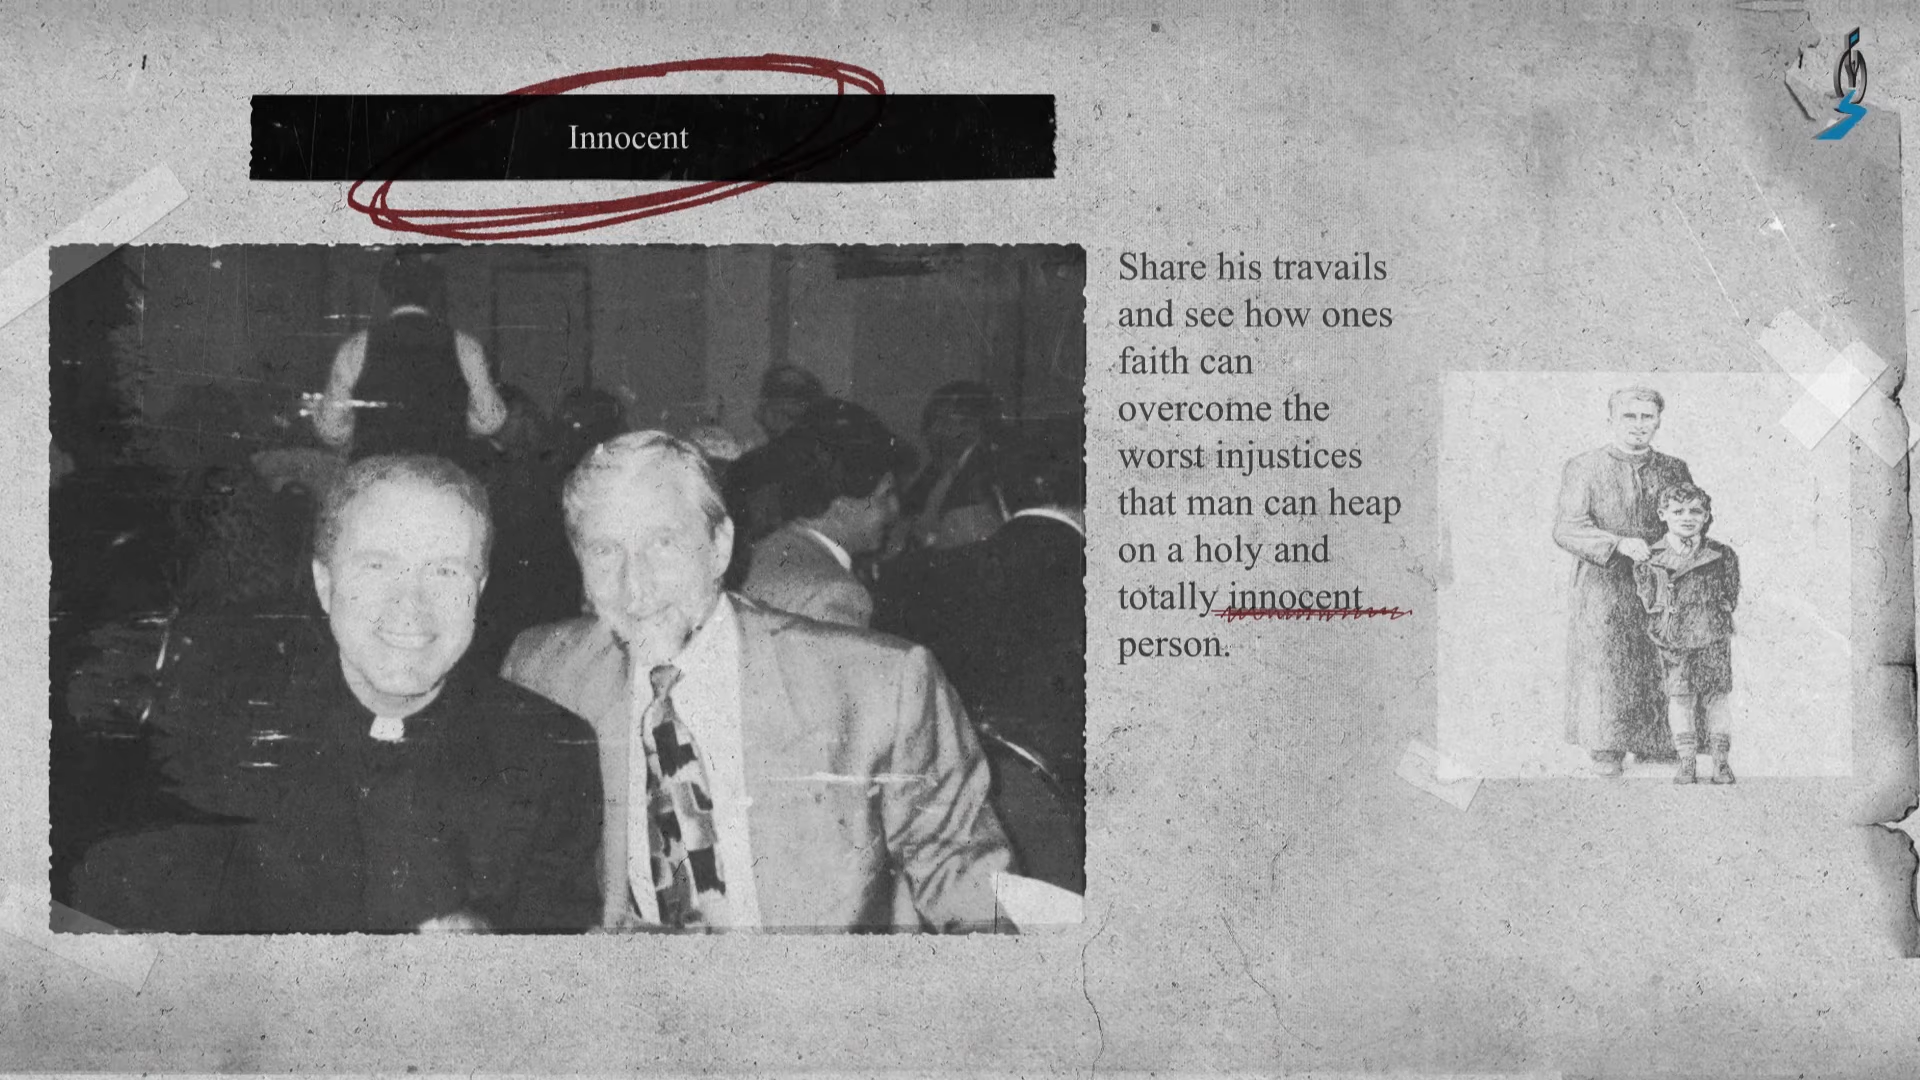 Innocent
Share his travails
and see how ones
faith can
overcome the
worst injustices
that man can heap
on a holy and
totally innocent
person.